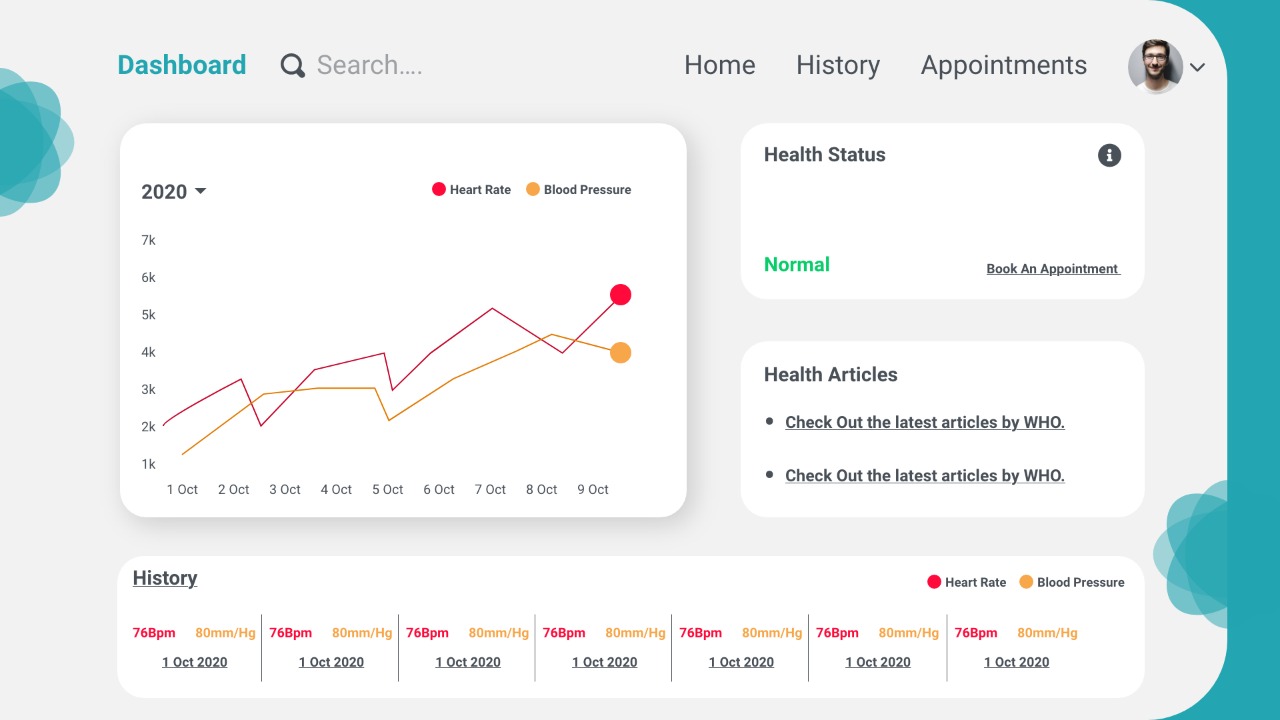 Dashboard Search.... Home History Appointments
2020 Heart Rate Blood Pressure
7k
6k
5k
4k
3k
2k
1k
1 Oct 2 Oct 3 Oct 4 Oct 5 Oct 6 Oct 7 Oct 8 Oct 9 Oct
Health Status
Normal Book An Appointment
Health Articles
Check Out the latest articles by WHO.
Check Out the latest articles by WHO.
History Heart Rate Blood Pressure
76Bpm 80mm/Hg 76Bpm 80mm/Hg 76Bpm 80mm/Hg 76Bpm 80mm/Hg 76Bpm 80mm/Hg 76Bpm 80mm/Hg 76Bpm 80mm/Hg
1 Oct 2020 1 Oct 2020 1 Oct 2020 1 Oct 2020 1 Oct 2020 1 Oct 2020 1 Oct 2020